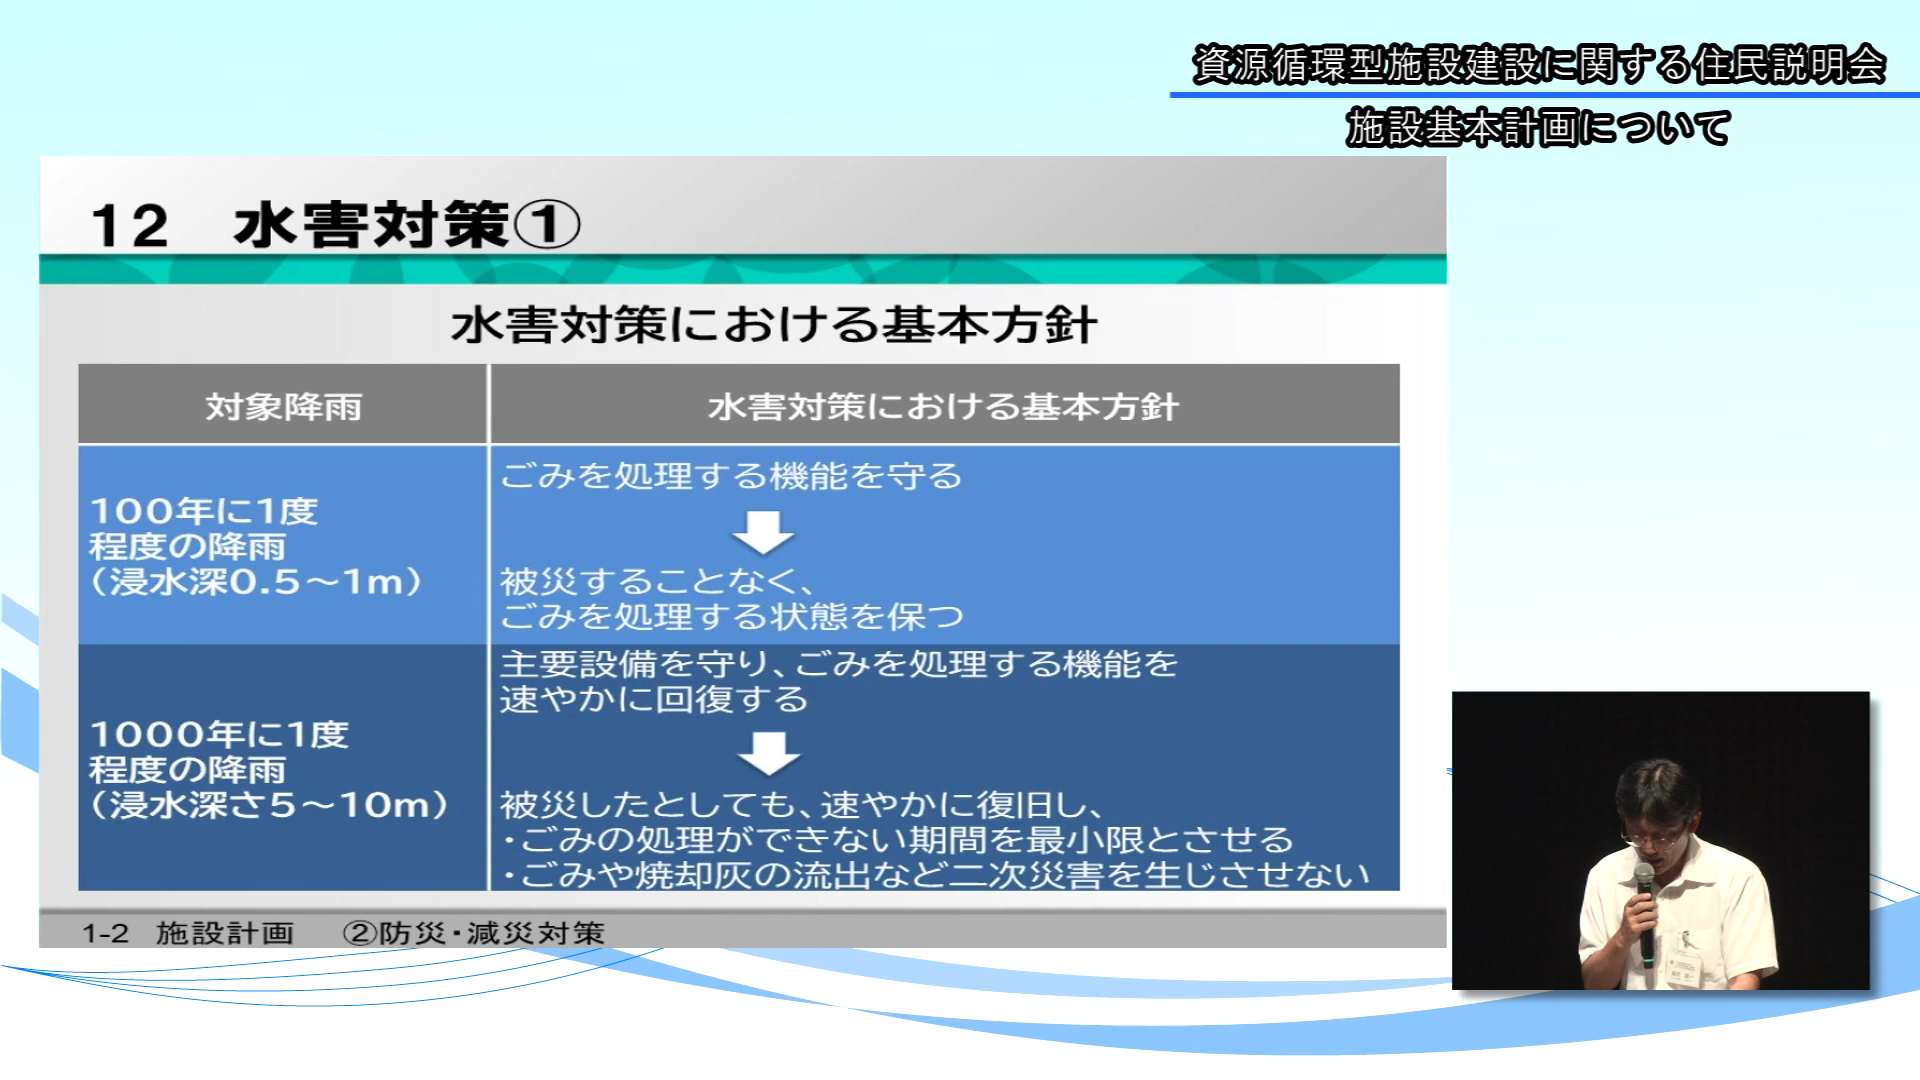 資源循環型施設建設に関する住民説明会
施設基本計画について
12 水害対策①
水害対策における基本方針
対象降雨
水害対策における基本方針
100年に1度
程度の降雨
（浸水深0.5～1m）
ごみを処理する機能を守る
被災することなく、
ごみを処理する状態を保つ
1000年に1度
程度の降雨
（浸水深さ5～10m）
主要設備を守り、ごみを処理する機能を
速やかに回復する
被災したとしても、速やかに復旧し、
・ごみの処理ができない期間を最小限とさせる
・ごみや焼却灰の流出など二次災害を生じさせない
1-2 施設計画 ②防災・減災対策